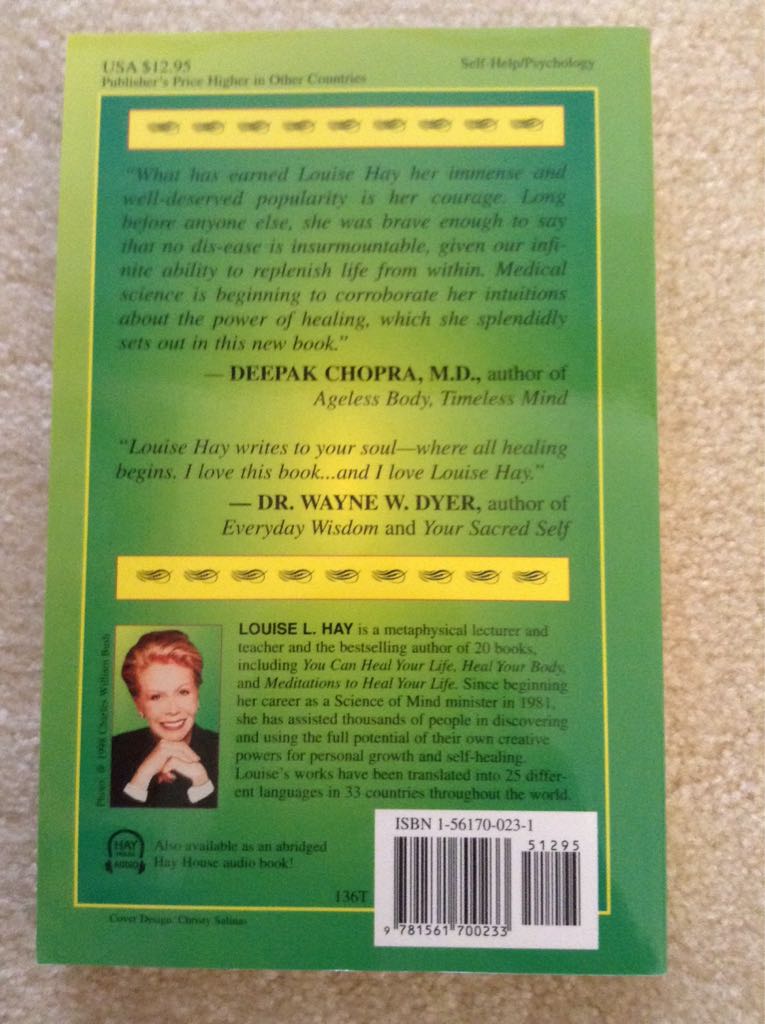 USA $12.95
Publisher's Price Higher in Other Countries
Self-Help/Psychology
"What has earned Louise Hay her immense and
well-deserved popularity is her courage. Long
before anyone else, she was brave enough to say
that no dis-ease is insurmountable, given our infi-
nite ability to replenish life from within. Medical
science is beginning to corroborate her intuitions
about the power of healing, which she splendidly
sets out in this new book."
— DEEPAK CHOPRA, M.D., author of
Ageless Body, Timeless Mind
"Louise Hay writes to your soul—where all healing
begins. I love this book...and I love Louise Hay."
— DR. WAYNE W. DYER, author of
Everyday Wisdom and Your Sacred Self
Photo: © 1998 Charles William Bush
LOUISE L. HAY is a metaphysical lecturer and
teacher and the bestselling author of 20 books,
including You Can Heal Your Life, Heal Your Body,
and Meditations to Heal Your Life. Since beginning
her career as a Science of Mind minister in 1981,
she has assisted thousands of people in discovering
and using the full potential of their own creative
powers for personal growth and self-healing.
Louise's works have been translated into 25 differ-
ent languages in 33 countries throughout the world.
HAY
HOUSE
AUDIO
Also available as an abridged
Hay House audio book!
136T
Cover Design: Christy Salinas
ISBN 1-56170-023-1
51295
9 781561 700233